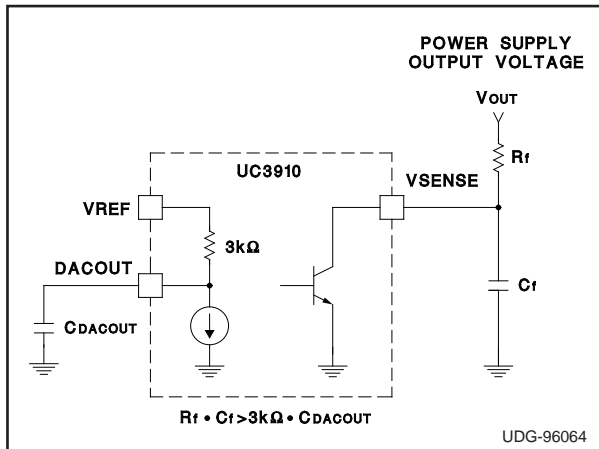 POWER SUPPLY
OUTPUT VOLTAGE
VOUT
Rf
UC3910
VSENSE
VREF
3kΩ
DACOUT
Cf
CDACOUT
Rf • Cf>3kΩ • CDACOUT
UDG-96064